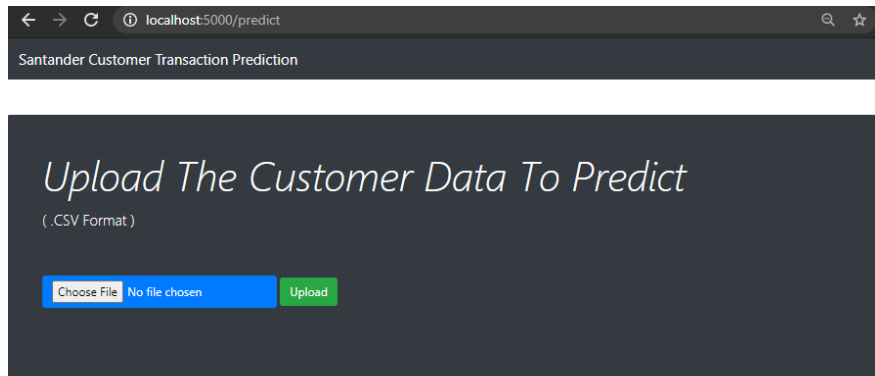 localhost:5000/predict
Santander Customer Transaction Prediction
Upload The Customer Data To Predict
( .CSV Format )
Choose File No file chosen Upload